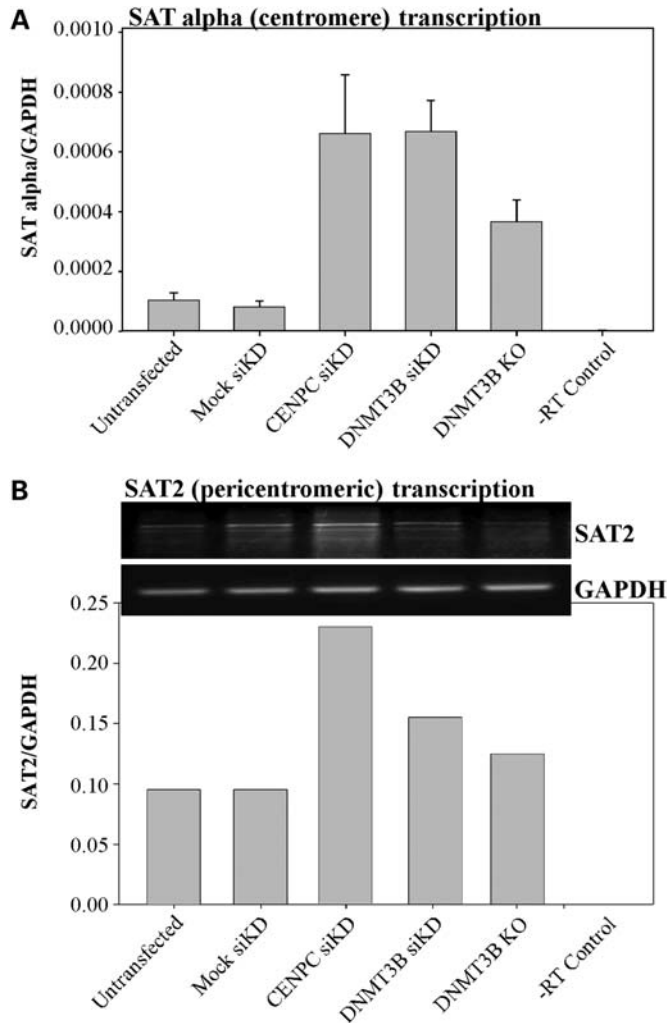 A
SAT alpha (centromere) transcription
0.0010
0.0008
0.0006
0.0004
0.0002
0.0000
SAT alpha/GAPDH
Untransfected
Mock siKD
CENPC siKD
DNMT3B siKD
DNMT3B KO
-RT Control
B
SAT2 (pericentromeric) transcription
SAT2
GAPDH
0.25
0.20
0.15
0.10
0.05
0.00
SAT2/GAPDH
Untransfected
Mock siKD
CENPC siKD
DNMT3B siKD
DNMT3B KO
-RT Control